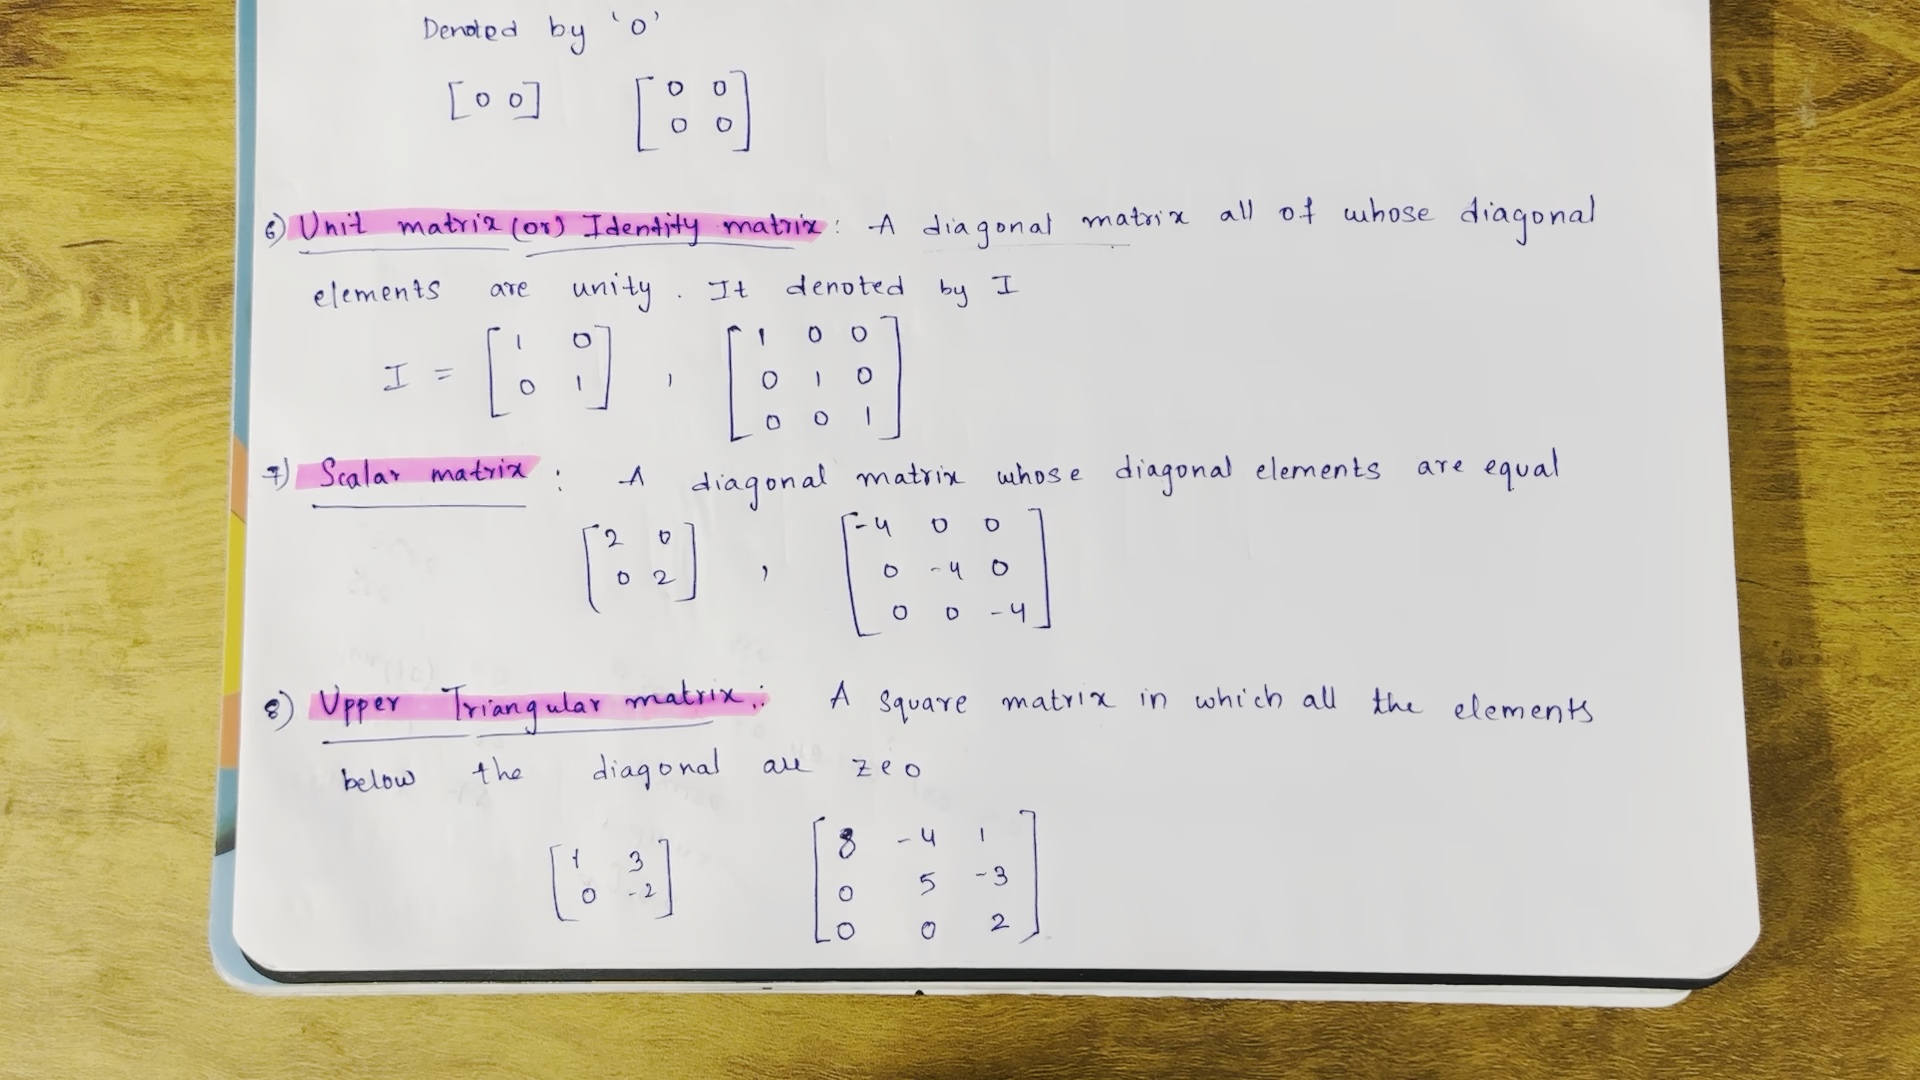 Denoted by 'o'
[0 0] [0 0
0 0]
6) Unit matrix (or) Identity matrix : A diagonal matrix all of whose diagonal
elements are unity . It denoted by I
I = [1 0
0 1] , [1 0 0
0 1 0
0 0 1]
7) Scalar matrix : A diagonal matrix whose diagonal elements are equal
[2 0
0 2] , [-4 0 0
0 -4 0
0 0 -4]
8) Upper Triangular matrix : A square matrix in which all the elements
below the diagonal are zeo
[1 3
0 -2] [8 -4 1
0 5 -3
0 0 2]